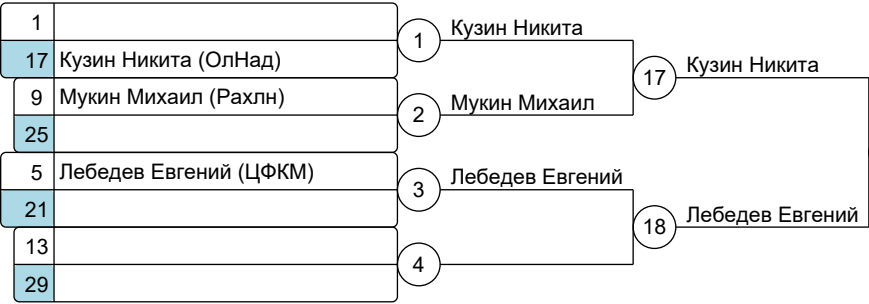 1
17 Кузин Никита (ОлНад)
9 Мукин Михаил (Рахлн)
25
5 Лебедев Евгений (ЦФКМ)
21
13
29
1 Кузин Никита
2 Мукин Михаил
3 Лебедев Евгений
4
17 Кузин Никита
18 Лебедев Евгений